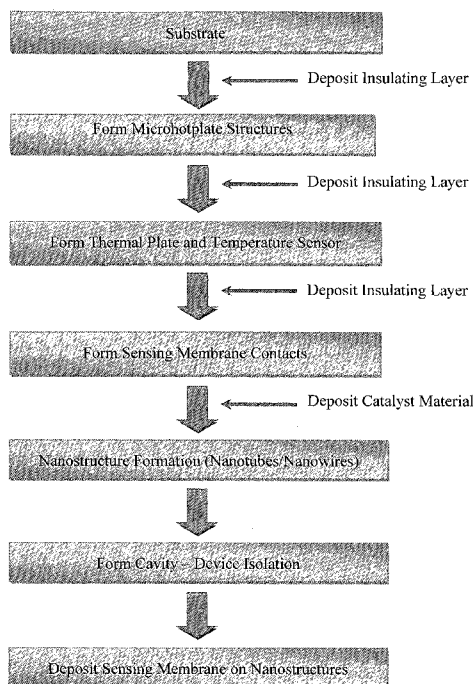 Substrate
Deposit Insulating Layer
Form Microhotplate Structures
Deposit Insulating Layer
Form Thermal Plate and Temperature Sensor
Deposit Insulating Layer
Form Sensing Membrane Contacts
Deposit Catalyst Material
Nanostructure Formation (Nanotubes/Nanowires)
Form Cavity – Device Isolation
Deposit Sensing Membrane on Nanostructures